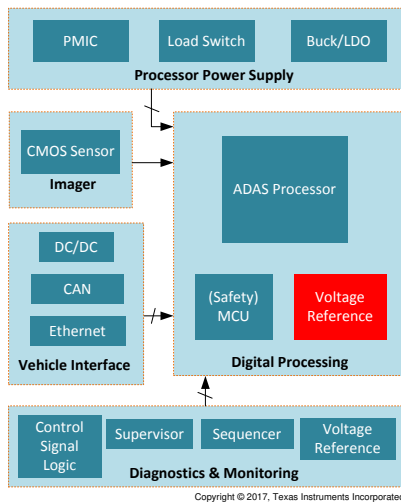 PMIC
Load Switch
Buck/LDO
Processor Power Supply
CMOS Sensor
Imager
ADAS Processor
DC/DC
CAN
Ethernet
Vehicle Interface
(Safety)
MCU
Voltage
Reference
Digital Processing
Control
Signal
Logic
Supervisor
Sequencer
Voltage
Reference
Diagnostics & Monitoring
Copyright © 2017, Texas Instruments Incorporated